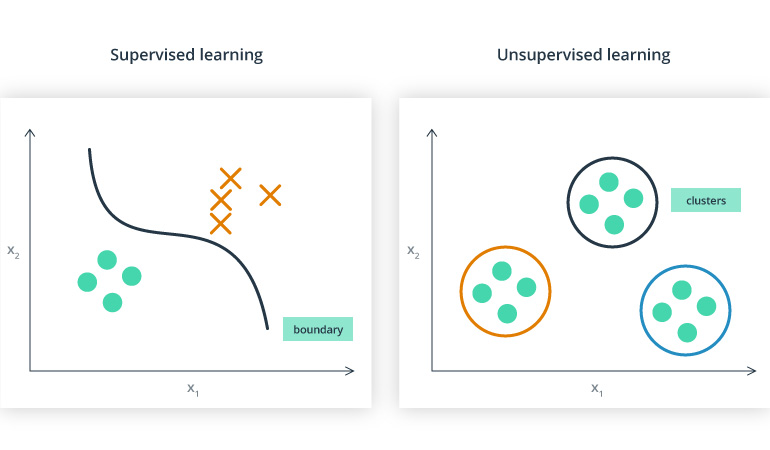 Supervised learning
x₂
boundary
x₁
Unsupervised learning
clusters
x₂
x₁